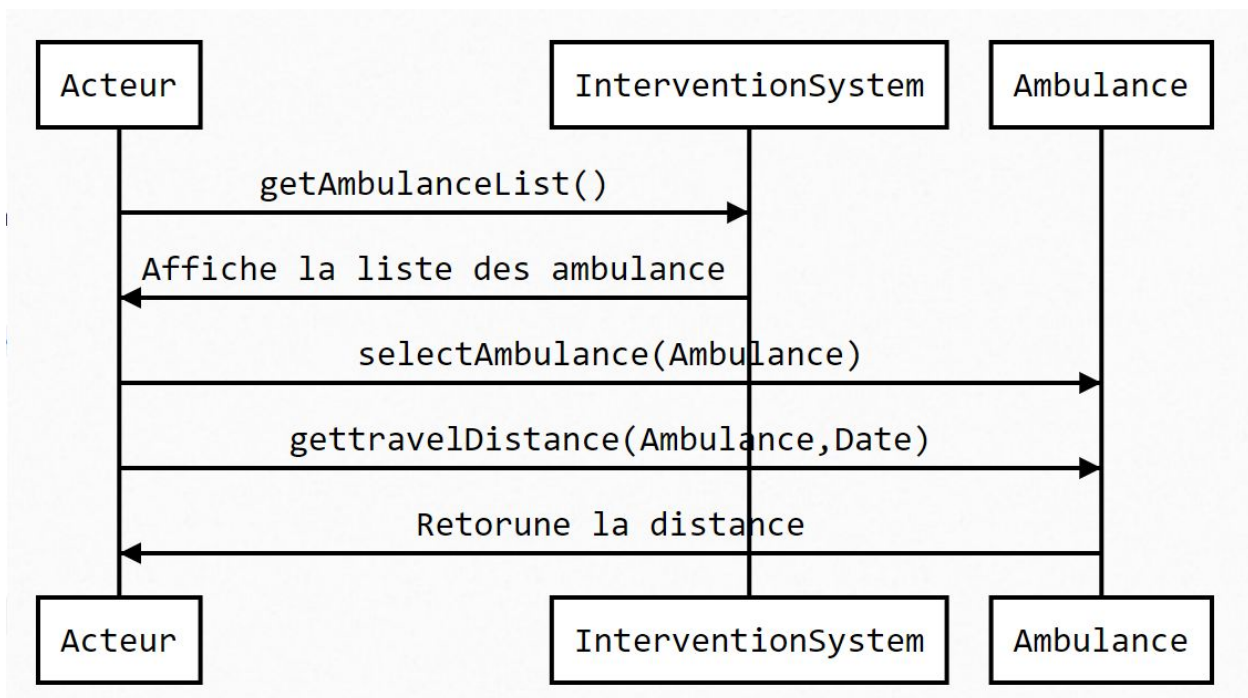 Acteur InterventionSystem Ambulance
getAmbulanceList()
Affiche la liste des ambulance
selectAmbulance(Ambulance)
gettravelDistance(Ambulance,Date)
Retorune la distance
Acteur InterventionSystem Ambulance